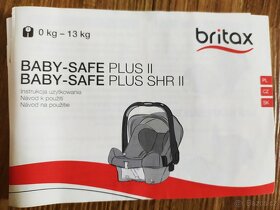 0 kg – 13 kg
britax
BABY-SAFE PLUS II
BABY-SAFE PLUS SHR II
Instrukcja użytkowania
Návod k použití
Návod na použitie
PL
CZ
SK